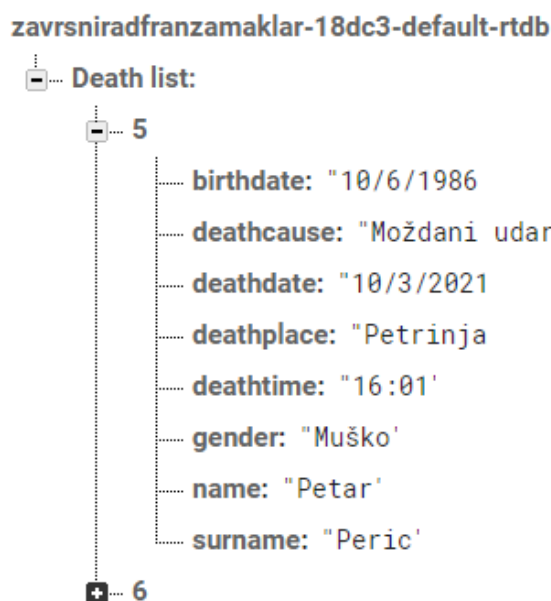 zavrsniradfranzamaklar-18dc3-default-rtdb
Death list:
5
birthdate: "10/6/1986
deathcause: "Moždani udar
deathdate: "10/3/2021
deathplace: "Petrinja
deathtime: "16:01'
gender: "Muško'
name: "Petar'
surname: "Peric'
6